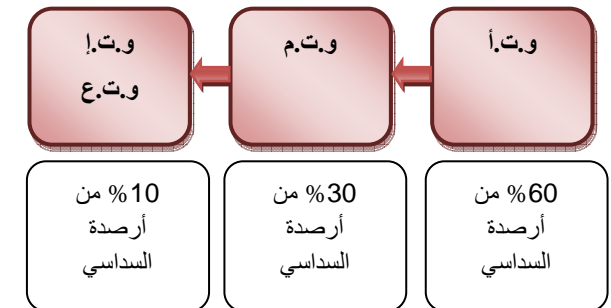 و.ت.أ
و.ت.م
و.ت.إ
و.ت.ع
60% من
أرصدة
السداسي
30% من
أرصدة
السداسي
10% من
أرصدة
السداسي